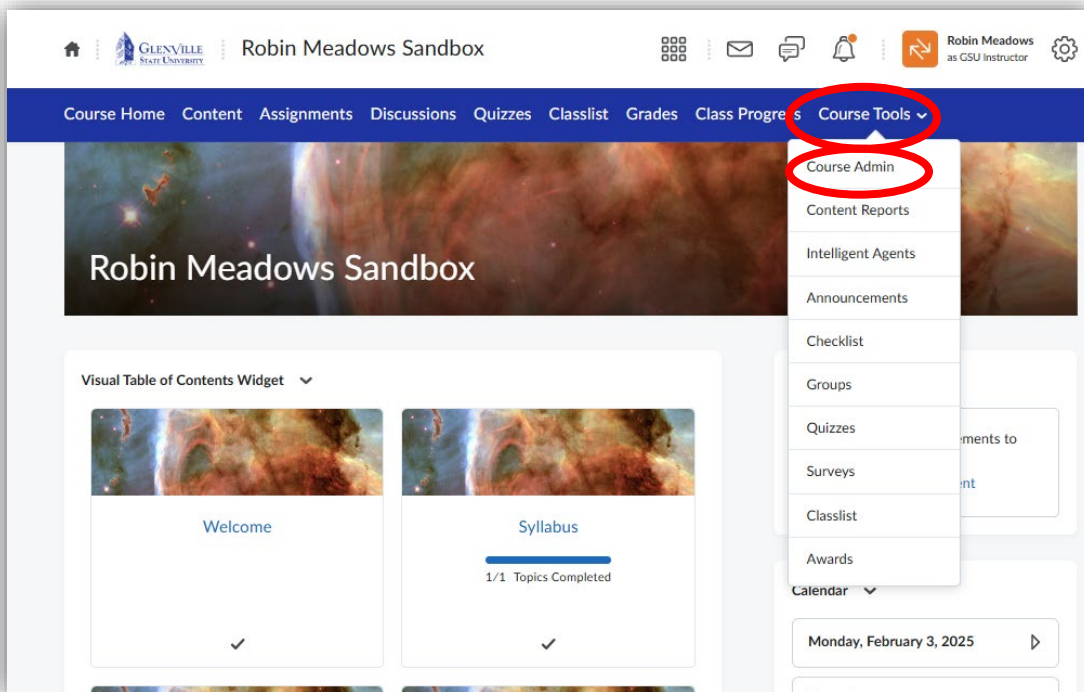 GLENVILLE
STATE UNIVERSITY
Robin Meadows Sandbox
Robin Meadows
as GSU Instructor
Course Home Content Assignments Discussions Quizzes Classlist Grades Class Progress Course Tools
Course Admin
Content Reports
Intelligent Agents
Announcements
Checklist
Groups
Quizzes
Surveys
Classlist
Awards
Robin Meadows Sandbox
Visual Table of Contents Widget
Welcome
Syllabus
1/1 Topics Completed
ements to
Calendar
Monday, February 3, 2025